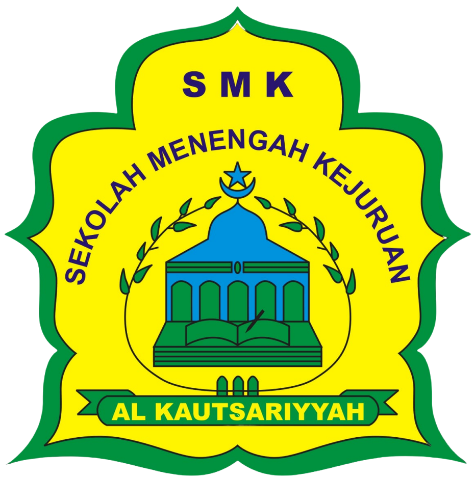 SMK
SEKOLAH MENENGAH KEJURUAN
AL KAUTSARIYYAH